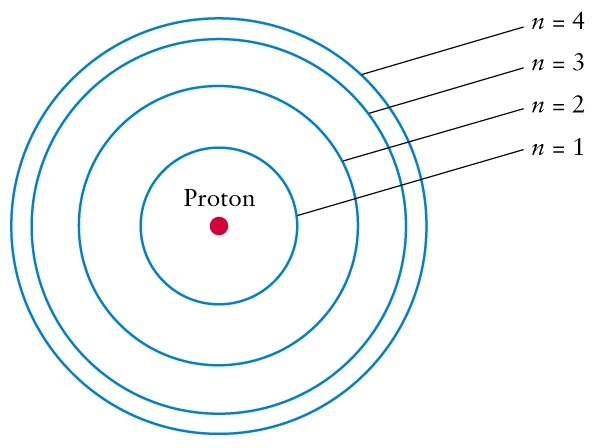 n = 4
n = 3
n = 2
n = 1
Proton